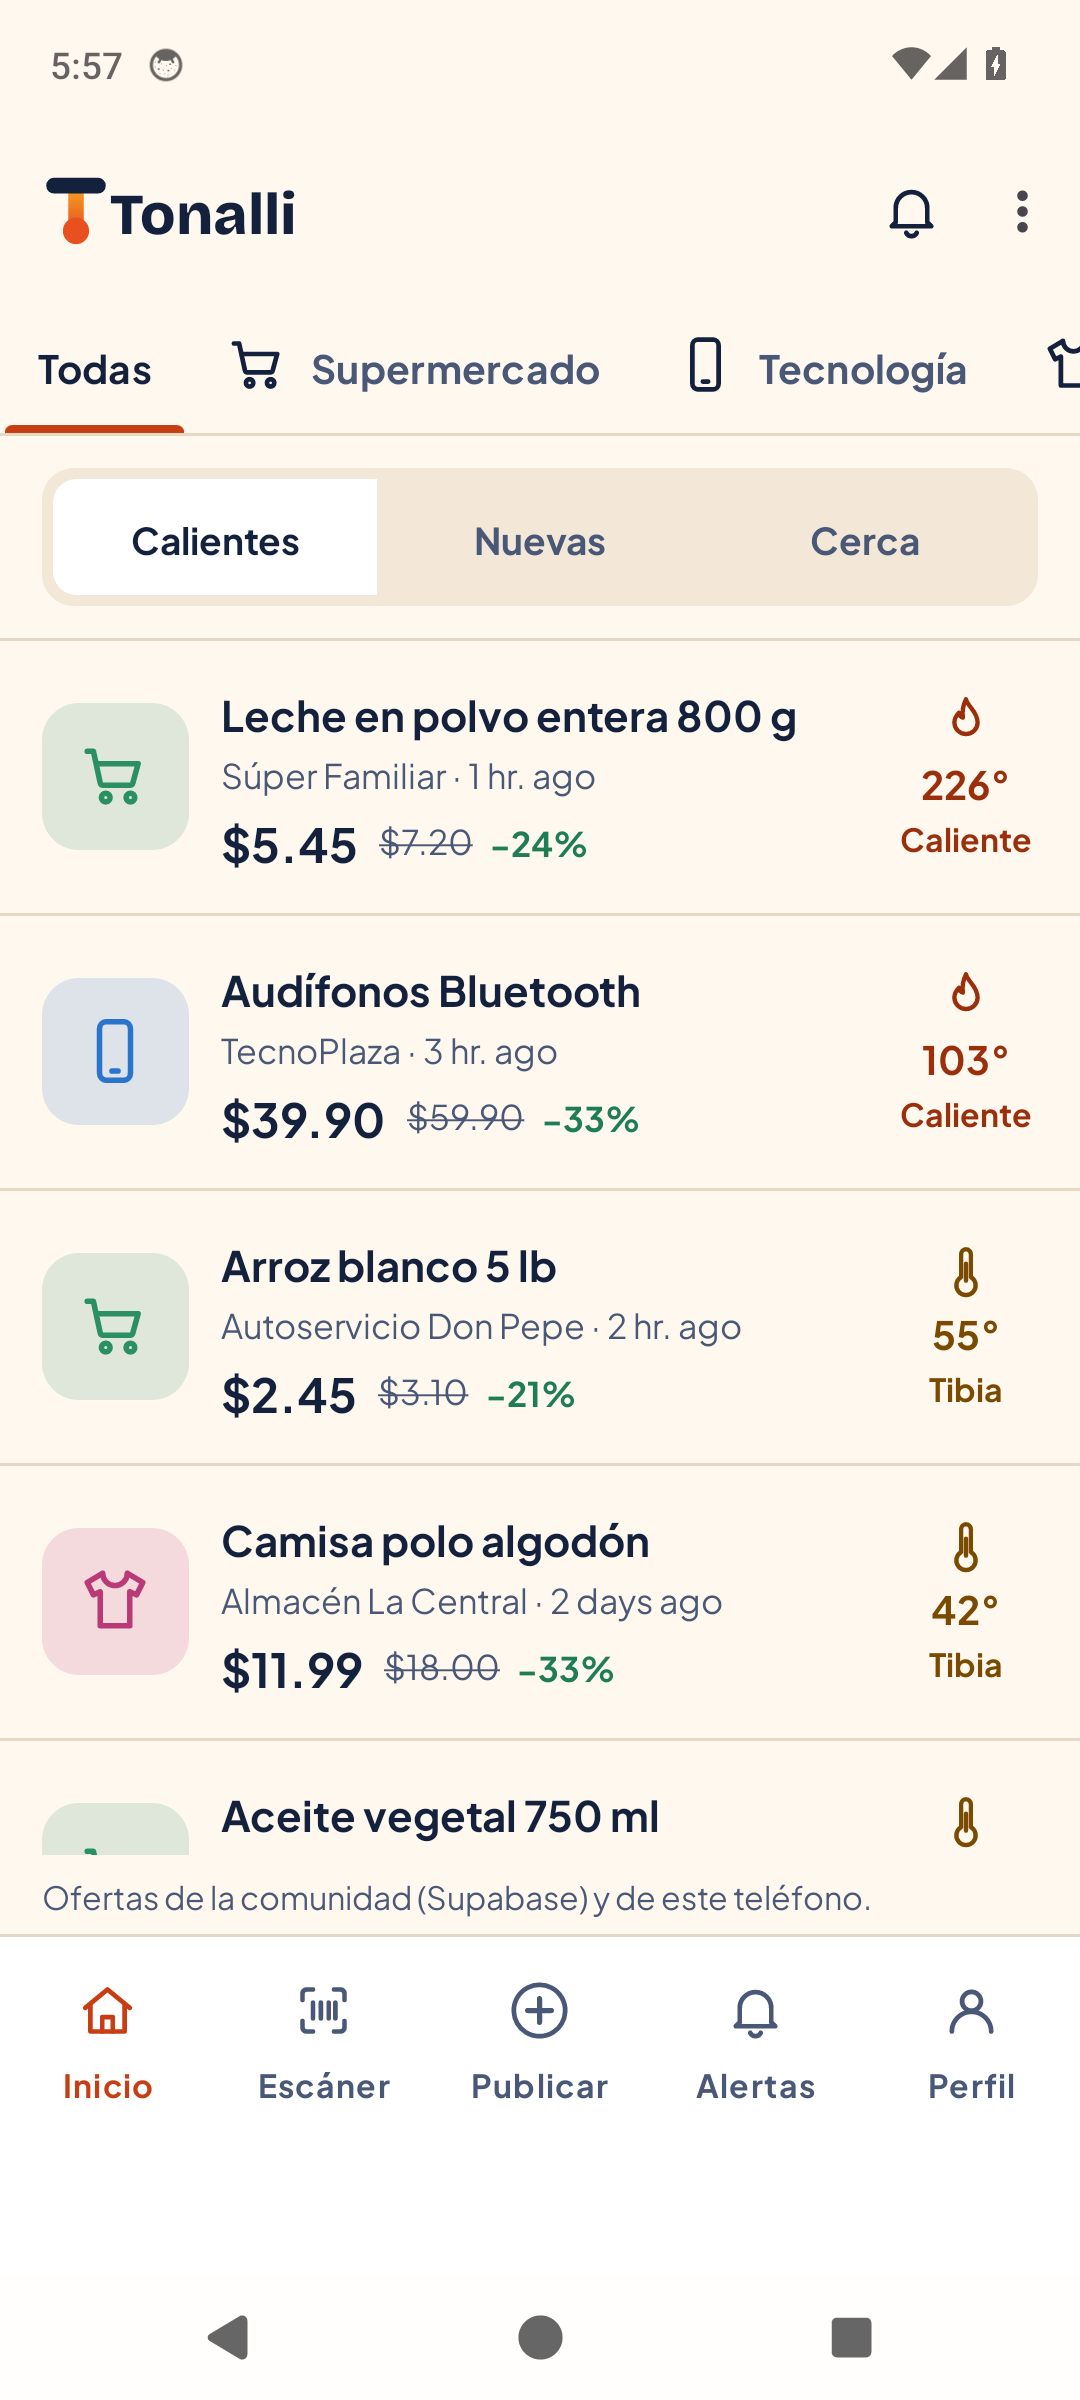 5:57
Tonalli
Todas Supermercado Tecnología
Calientes Nuevas Cerca
Leche en polvo entera 800 g
Súper Familiar · 1 hr. ago
$5.45 $7.20 -24%
226°
Caliente
Audífonos Bluetooth
TecnoPlaza · 3 hr. ago
$39.90 $59.90 -33%
103°
Caliente
Arroz blanco 5 lb
Autoservicio Don Pepe · 2 hr. ago
$2.45 $3.10 -21%
55°
Tibia
Camisa polo algodón
Almacén La Central · 2 days ago
$11.99 $18.00 -33%
42°
Tibia
Aceite vegetal 750 ml
Ofertas de la comunidad (Supabase) y de este teléfono.
Inicio Escáner Publicar Alertas Perfil